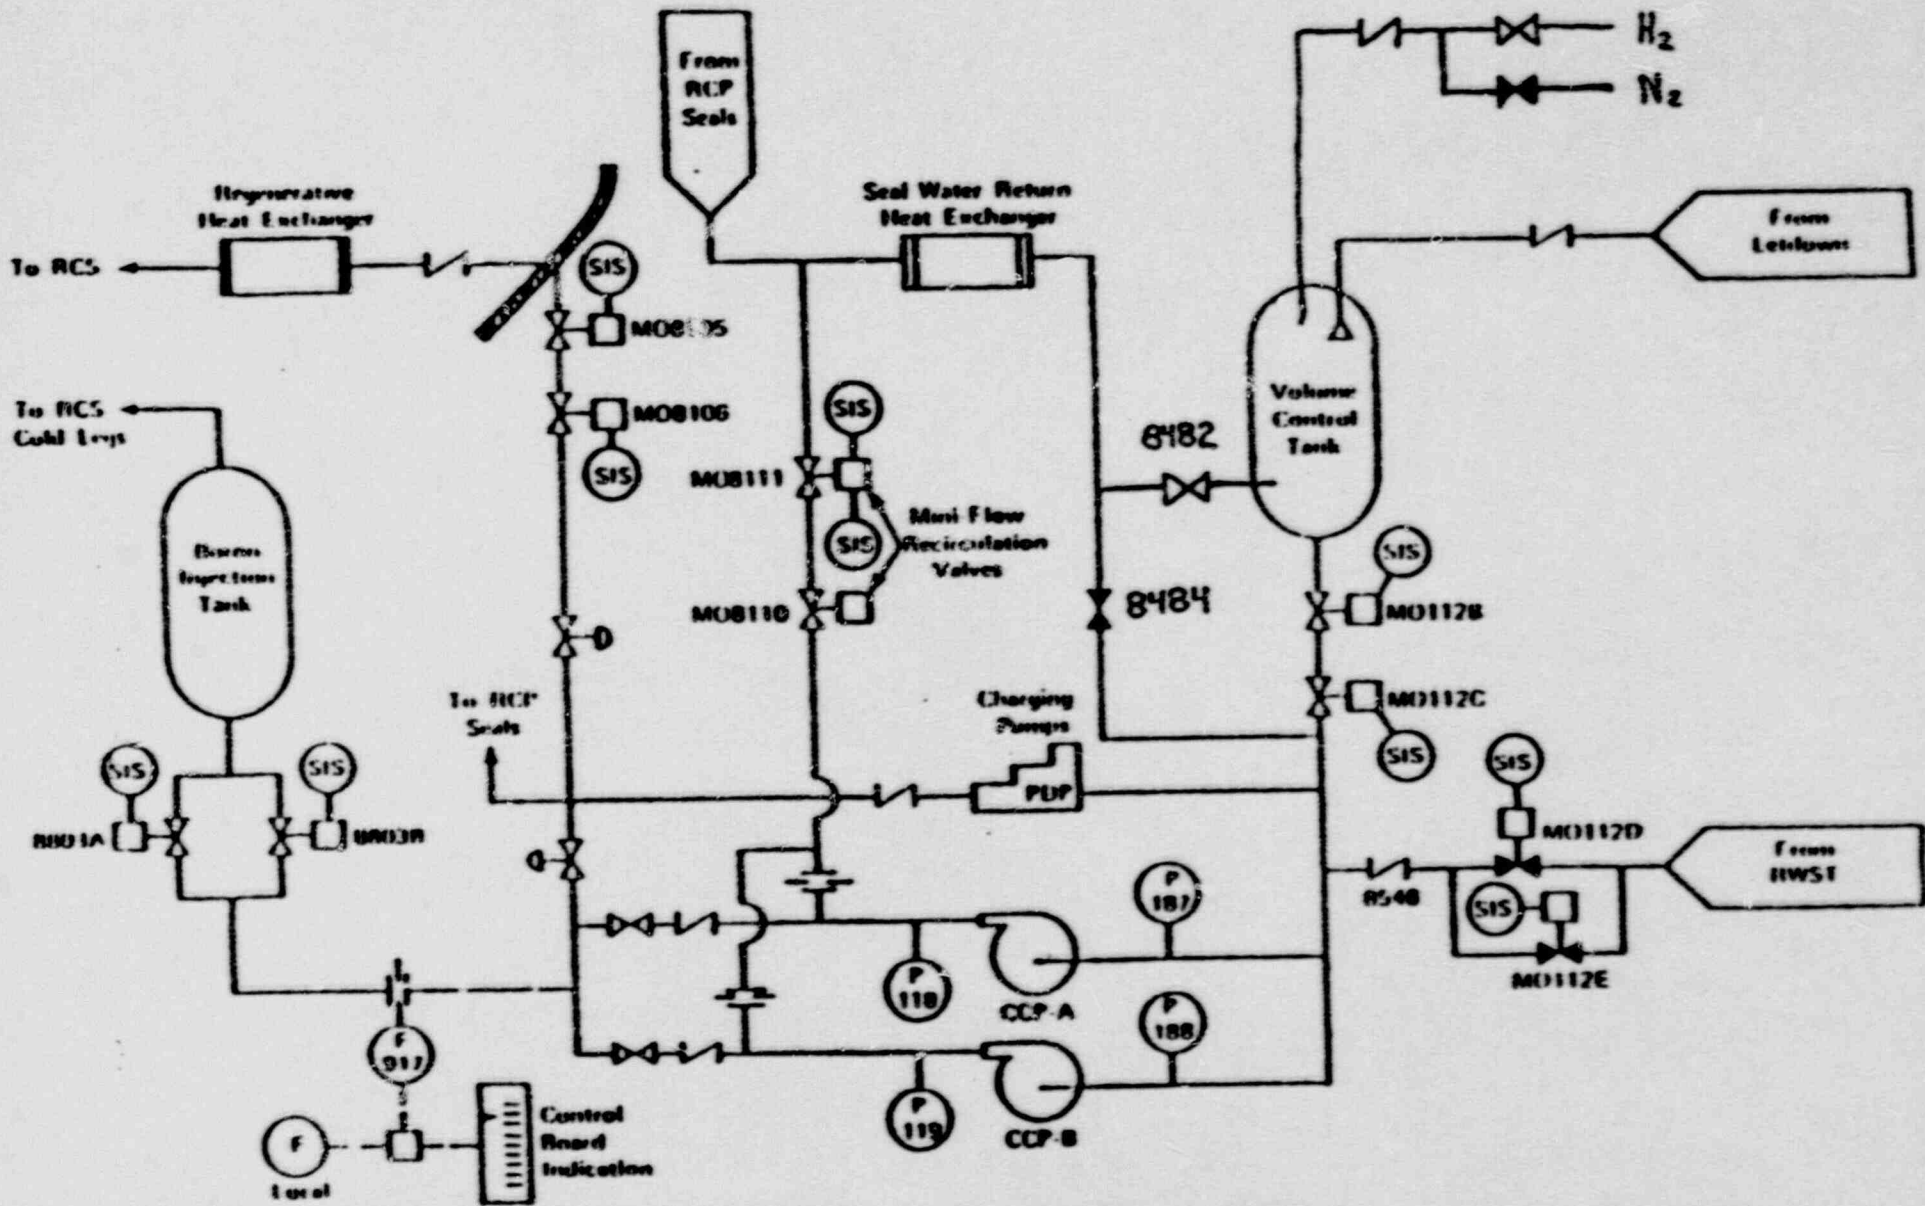 From
RCP
Seals
H₂
N₂
Regenerative
Heat Exchanger
Seal Water Return
Heat Exchanger
From
Letdown
To RCS
SIS
MO8105
To RCS
Cold Legs
MO8106
SIS
SIS
MO8111
SIS
Mini Flow
Recirculation
Valves
MO8110
Volume
Control
Tank
8482
8484
SIS
MO112B
MO112C
SIS
Boron
Injection
Tank
To RCP
Seals
Charging
Pumps
PDP
SIS
SIS
8803A
SIS
MO112D
From
RWST
8548
SIS
MO112E
P
187
P
118
CCP-A
P
188
P
119
CCP-B
F
917
F
Local
Control
Board
Indication